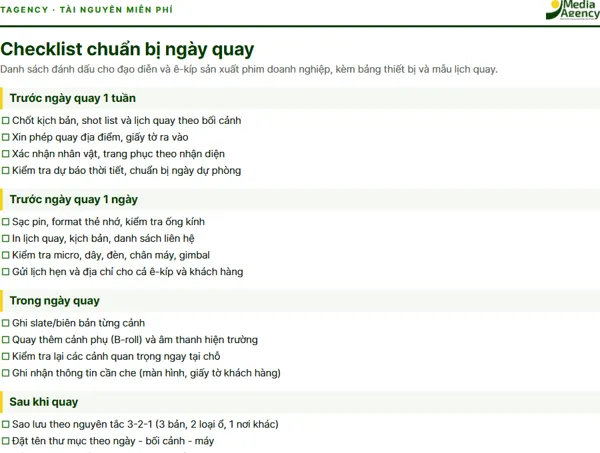 TAGENCY · TÀI NGUYÊN MIỄN PHÍ
Media
Agency
Checklist chuẩn bị ngày quay
Danh sách đánh dấu cho đạo diễn và ê-kíp sản xuất phim doanh nghiệp, kèm bảng thiết bị và mẫu lịch quay.
Trước ngày quay 1 tuần
Chốt kịch bản, shot list và lịch quay theo bối cảnh
Xin phép quay địa điểm, giấy tờ ra vào
Xác nhận nhân vật, trang phục theo nhận diện
Kiểm tra dự báo thời tiết, chuẩn bị ngày dự phòng
Trước ngày quay 1 ngày
Sạc pin, format thẻ nhớ, kiểm tra ống kính
In lịch quay, kịch bản, danh sách liên hệ
Kiểm tra micro, dây, đèn, chân máy, gimbal
Gửi lịch hẹn và địa chỉ cho cả ê-kíp và khách hàng
Trong ngày quay
Ghi slate/biên bản từng cảnh
Quay thêm cảnh phụ (B-roll) và âm thanh hiện trường
Kiểm tra lại các cảnh quan trọng ngay tại chỗ
Ghi nhận thông tin cần che (màn hình, giấy tờ khách hàng)
Sau khi quay
Sao lưu theo nguyên tắc 3-2-1 (3 bản, 2 loại ổ, 1 nơi khác)
Đặt tên thư mục theo ngày - bối cảnh - máy